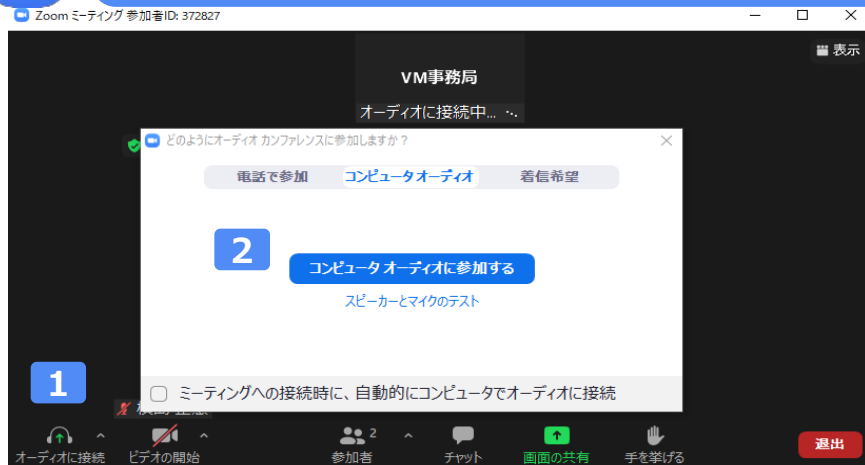 Zoom ミーティング 参加者ID: 372827
表示
VM事務局
オーディオに接続中...
どのようにオーディオ カンファレンスに参加しますか？
電話で参加 コンピュータオーディオ 着信希望
2
コンピュータ オーディオに参加する
スピーカーとマイクのテスト
1
ミーティングへの接続時に、自動的にコンピュータでオーディオに接続
2
オーディオに接続 ビデオの開始 参加者 チャット 画面の共有 手を挙げる 退出